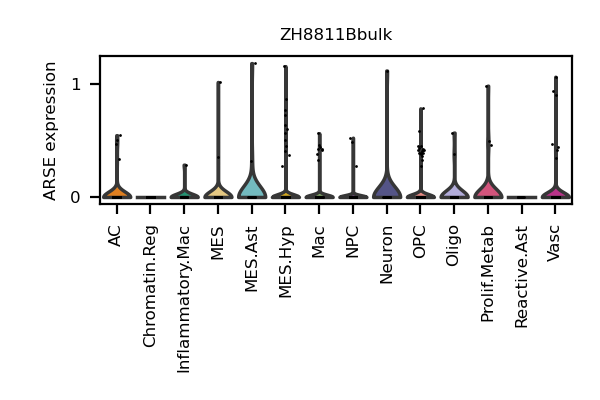 ZH8811Bbulk
ARSE expression
1
0
AC
Chromatin.Reg
Inflammatory.Mac
MES
MES.Ast
MES.Hyp
Mac
NPC
Neuron
OPC
Oligo
Prolif.Metab
Reactive.Ast
Vasc